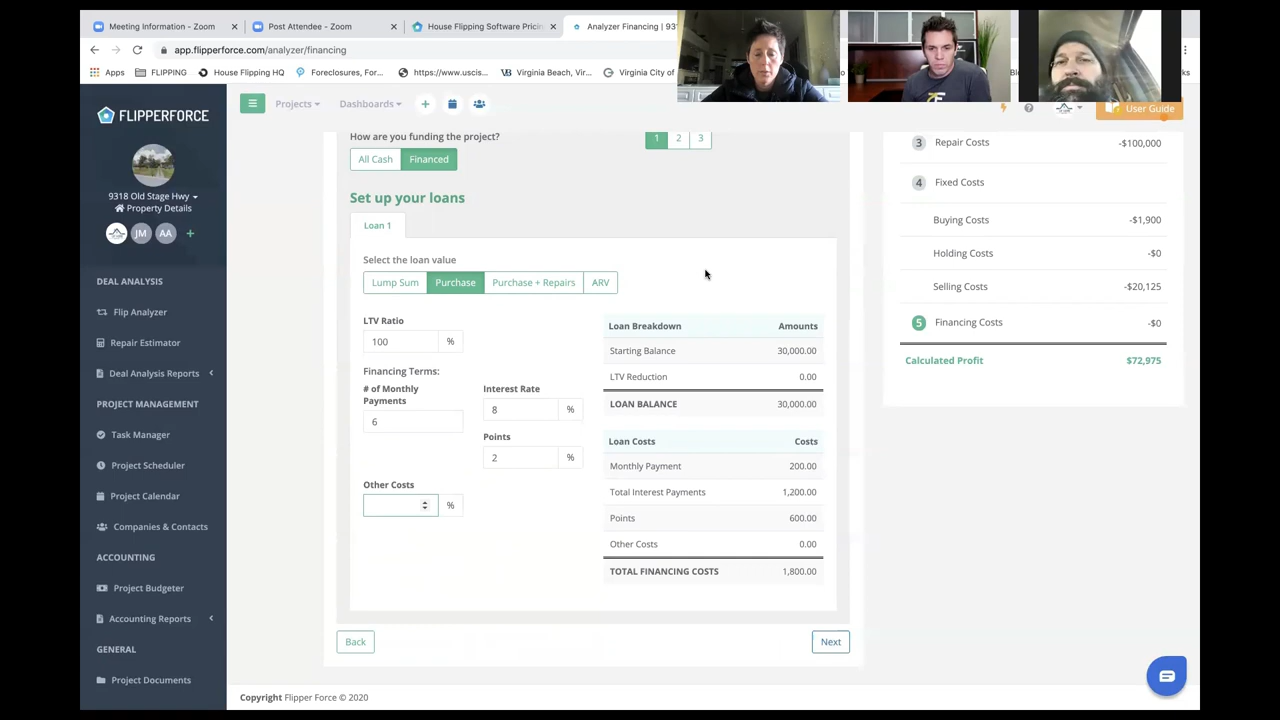 Meeting Information - Zoom
Post Attendee - Zoom
House Flipping Software Pricin
Analyzer Financing | 931
app.flipperforce.com/analyzer/financing
Apps
FLIPPING
House Flipping HQ
Foreclosures, For...
https://www.uscis...
Virginia Beach, Vir...
Virginia City of
FLIPPERFORCE
Projects
Dashboards
User Guide
9318 Old Stage Hwy
Property Details
JM
AA
DEAL ANALYSIS
Flip Analyzer
Repair Estimator
Deal Analysis Reports
PROJECT MANAGEMENT
Task Manager
Project Scheduler
Project Calendar
Companies & Contacts
ACCOUNTING
Project Budgeter
Accounting Reports
GENERAL
Project Documents
How are you funding the project?
1 2 3
All Cash Financed
Set up your loans
Loan 1
Select the loan value
Lump Sum Purchase Purchase + Repairs ARV
LTV Ratio
100 %
Financing Terms:
# of Monthly
Payments
6
Interest Rate
8 %
Points
2 %
Other Costs
%
Loan Breakdown Amounts
Starting Balance 30,000.00
LTV Reduction 0.00
LOAN BALANCE 30,000.00
Loan Costs Costs
Monthly Payment 200.00
Total Interest Payments 1,200.00
Points 600.00
Other Costs 0.00
TOTAL FINANCING COSTS 1,800.00
Back
Next
3 Repair Costs -$100,000
4 Fixed Costs
Buying Costs -$1,900
Holding Costs -$0
Selling Costs -$20,125
5 Financing Costs -$0
Calculated Profit $72,975
Copyright Flipper Force © 2020